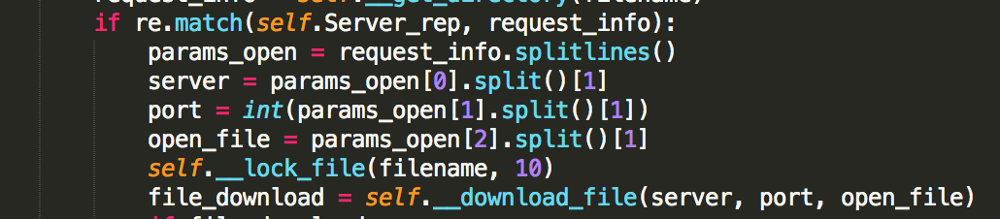 request_info = self.__get_directory(filename)
if re.match(self.Server_rep, request_info):
params_open = request_info.splitlines()
server = params_open[0].split()[1]
port = int(params_open[1].split()[1])
open_file = params_open[2].split()[1]
self.__lock_file(filename, 10)
file_download = self.__download_file(server, port, open_file)